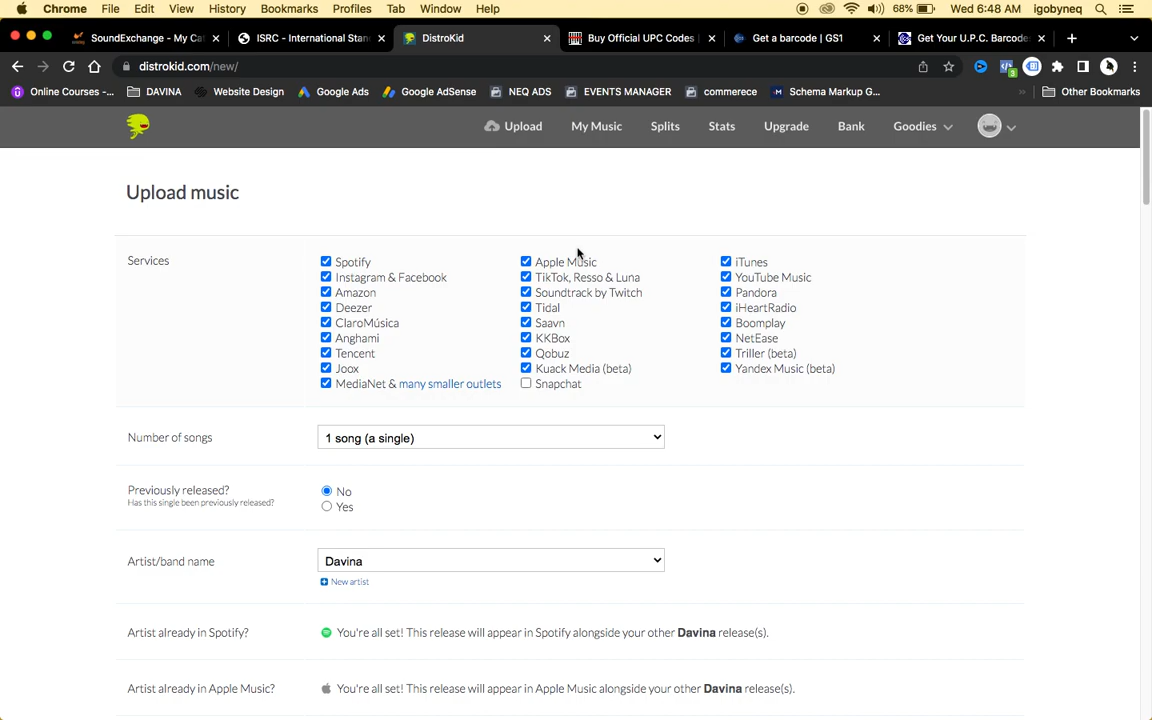 Chrome File Edit View History Bookmarks Profiles Tab Window Help 68% Wed 6:48 AM igobyneq
SoundExchange - My Ca ISRC - International Stan DistroKid Buy Official UPC Codes Get a barcode | GS1 Get Your U.P.C. Barcode
distrokid.com/new/
Online Courses -... DAVINA Website Design Google Ads Google AdSense NEQ ADS EVENTS MANAGER commerece Schema Markup G... » Other Bookmarks
Upload My Music Splits Stats Upgrade Bank Goodies
Upload music
Services
Spotify Apple Music iTunes
Instagram & Facebook TikTok, Resso & Luna YouTube Music
Amazon Soundtrack by Twitch Pandora
Deezer Tidal iHeartRadio
ClaroMúsica Saavn Boomplay
Anghami KKBox NetEase
Tencent Qobuz Triller (beta)
Joox Kuack Media (beta) Yandex Music (beta)
MediaNet & many smaller outlets Snapchat
Number of songs 1 song (a single)
Previously released? No
Has this single been previously released? Yes
Artist/band name Davina
New artist
Artist already in Spotify? You're all set! This release will appear in Spotify alongside your other Davina release(s).
Artist already in Apple Music? You're all set! This release will appear in Apple Music alongside your other Davina release(s).